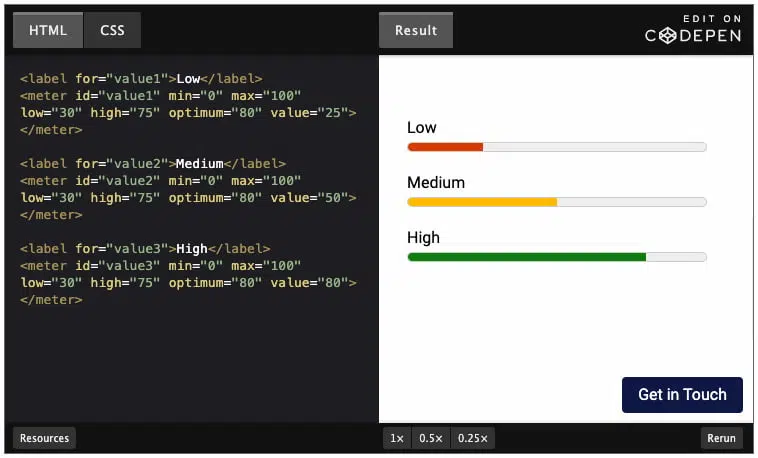 HTML
CSS
Result
EDIT ON
CODEPEN
<label for="value1">Low</label>
<meter id="value1" min="0" max="100"
low="30" high="75" optimum="80" value="25">
</meter>
<label for="value2">Medium</label>
<meter id="value2" min="0" max="100"
low="30" high="75" optimum="80" value="50">
</meter>
<label for="value3">High</label>
<meter id="value3" min="0" max="100"
low="30" high="75" optimum="80" value="80">
</meter>
Low
Medium
High
Get in Touch
Resources
1×
0.5×
0.25×
Rerun